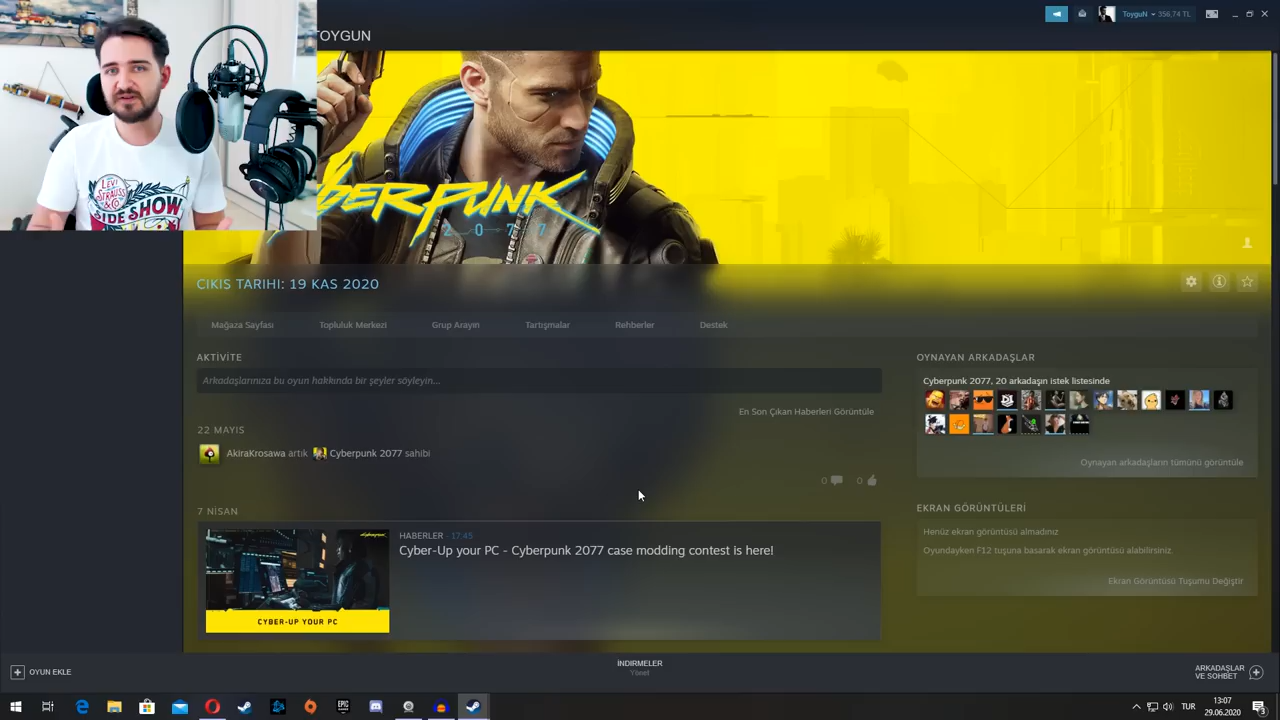 TOYGUN
ToyguN
356,74 TL
CYBERPUNK
2077
LEVI STRAUSS & CO
SIDE SHOW
CIKIS TARIHI: 19 KAS 2020
Mağaza Sayfası
Topluluk Merkezi
Grup Arayın
Tartışmalar
Rehberler
Destek
AKTİVİTE
Arkadaşlarınıza bu oyun hakkında bir şeyler söyleyin...
En Son Çıkan Haberleri Görüntüle
22 MAYIS
AkiraKrosawa artık Cyberpunk 2077 sahibi
0 0
7 NİSAN
HABERLER - 17:45
Cyber-Up your PC - Cyberpunk 2077 case modding contest is here!
CYBER-UP YOUR PC
OYNAYAN ARKADAŞLAR
Cyberpunk 2077, 20 arkadaşın istek listesinde
Oynayan arkadaşların tümünü görüntüle
EKRAN GÖRÜNTÜLERİ
Henüz ekran görüntüsü almadınız
Oyundayken F12 tuşuna basarak ekran görüntüsü alabilirsiniz
Ekran Görüntüsü Tuşumu Değiştir
OYUN EKLE
İNDİRMELER
Yönet
ARKADAŞLAR
VE SOHBET
EPIC
TUR
13:07
29.06.2020
3